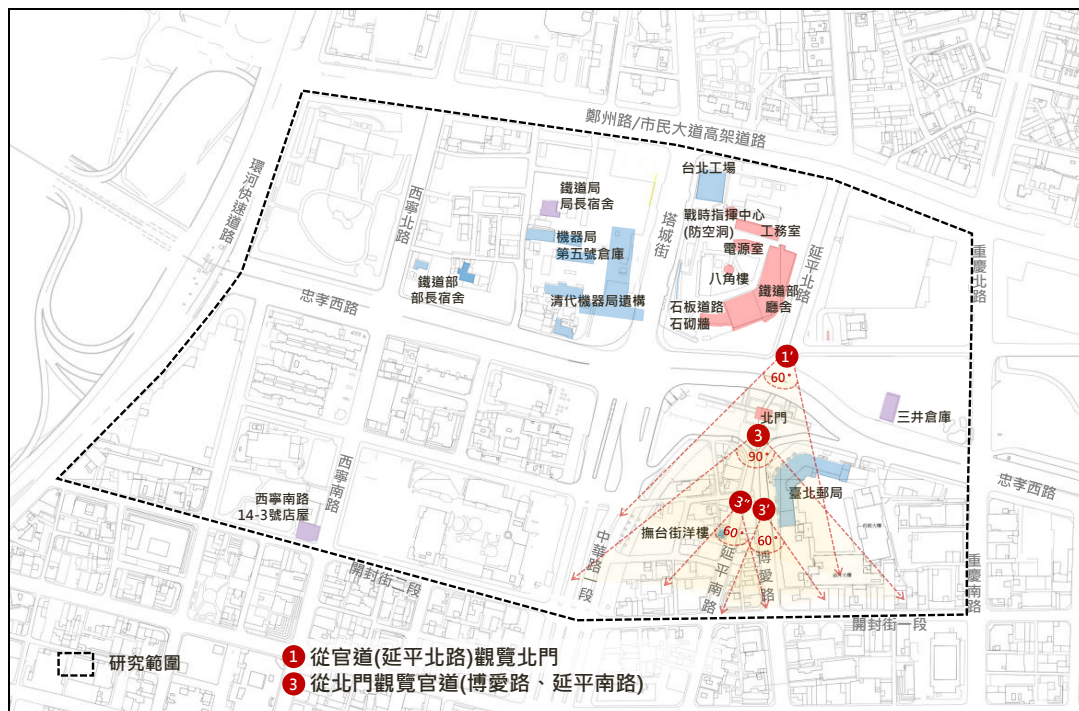 鄭州路/市民大道高架道路
台北工場
環河快速道路
西寧北路
鐵道局
局長宿舍
塔城街
戰時指揮中心
(防空洞)
工務室
電源室
延平北路
重慶北路
機器局
第五號倉庫
八角樓
鐵道部
部長宿舍
清代機器局遺構
石板道路
石砌牆
鐵道部
廳舍
忠孝西路
1’
60°
北門
三井倉庫
3
90°
西寧南路
臺北郵局
忠孝西路
西寧南路
14-3號店屋
3”
3’
60°
60°
撫台街洋樓
中華路一段
延平南路
博愛路
重慶南路
開封街二段
開封街一段
研究範圍
1 從官道(延平北路)觀覽北門
3 從北門觀覽官道(博愛路、延平南路)